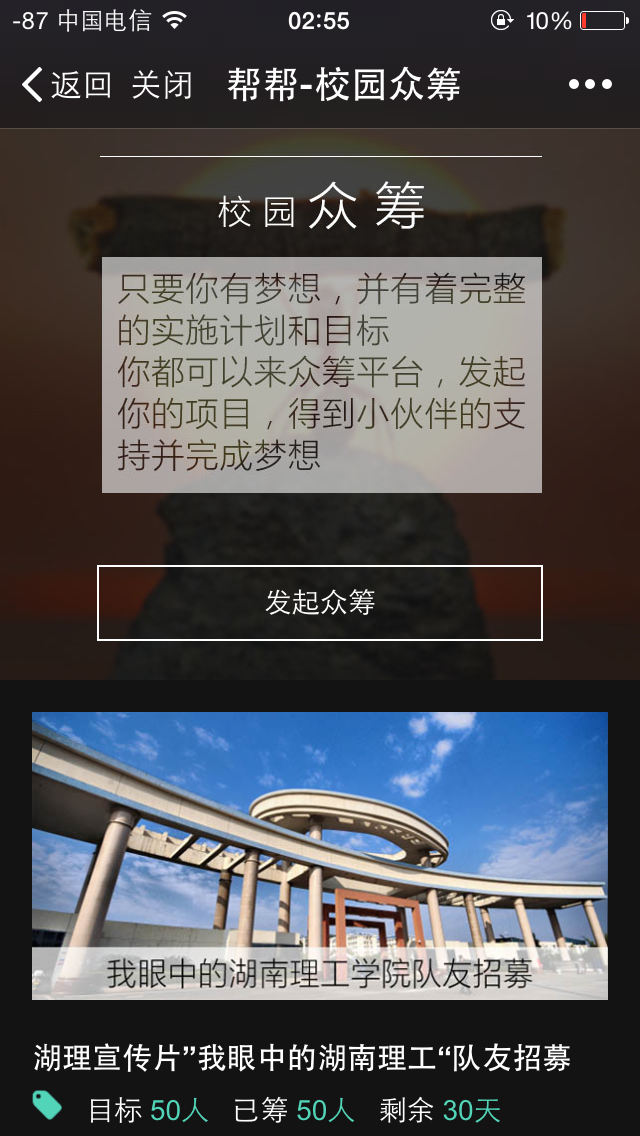 -87 中国电信 02:55 10%
返回 关闭 帮帮-校园众筹
校园众筹
只要你有梦想，并有着完整
的实施计划和目标
你都可以来众筹平台，发起
你的项目，得到小伙伴的支
持并完成梦想
发起众筹
我眼中的湖南理工学院队友招募
湖理宣传片”我眼中的湖南理工“队友招募
目标 50人 已筹 50人 剩余 30天